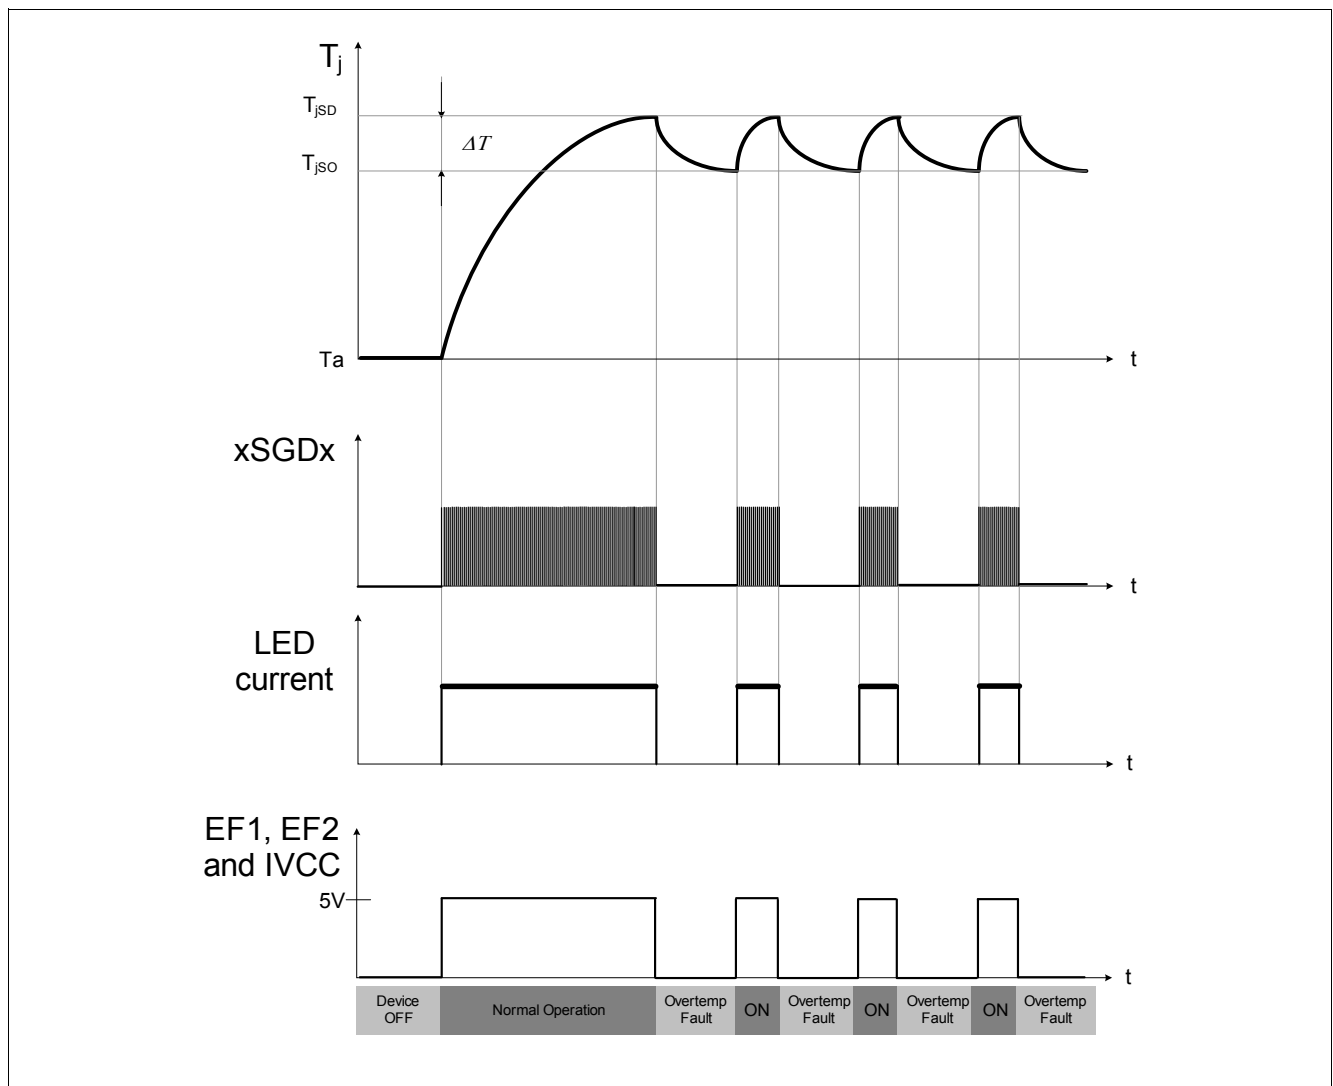 Tj
TjSD
ΔT
TjSO
Ta
t
xSGDx
t
LED
current
t
EF1, EF2
and IVCC
5V
t
Device
OFF
Normal Operation
Overtemp
Fault
ON
Overtemp
Fault
ON
Overtemp
Fault
ON
Overtemp
Fault